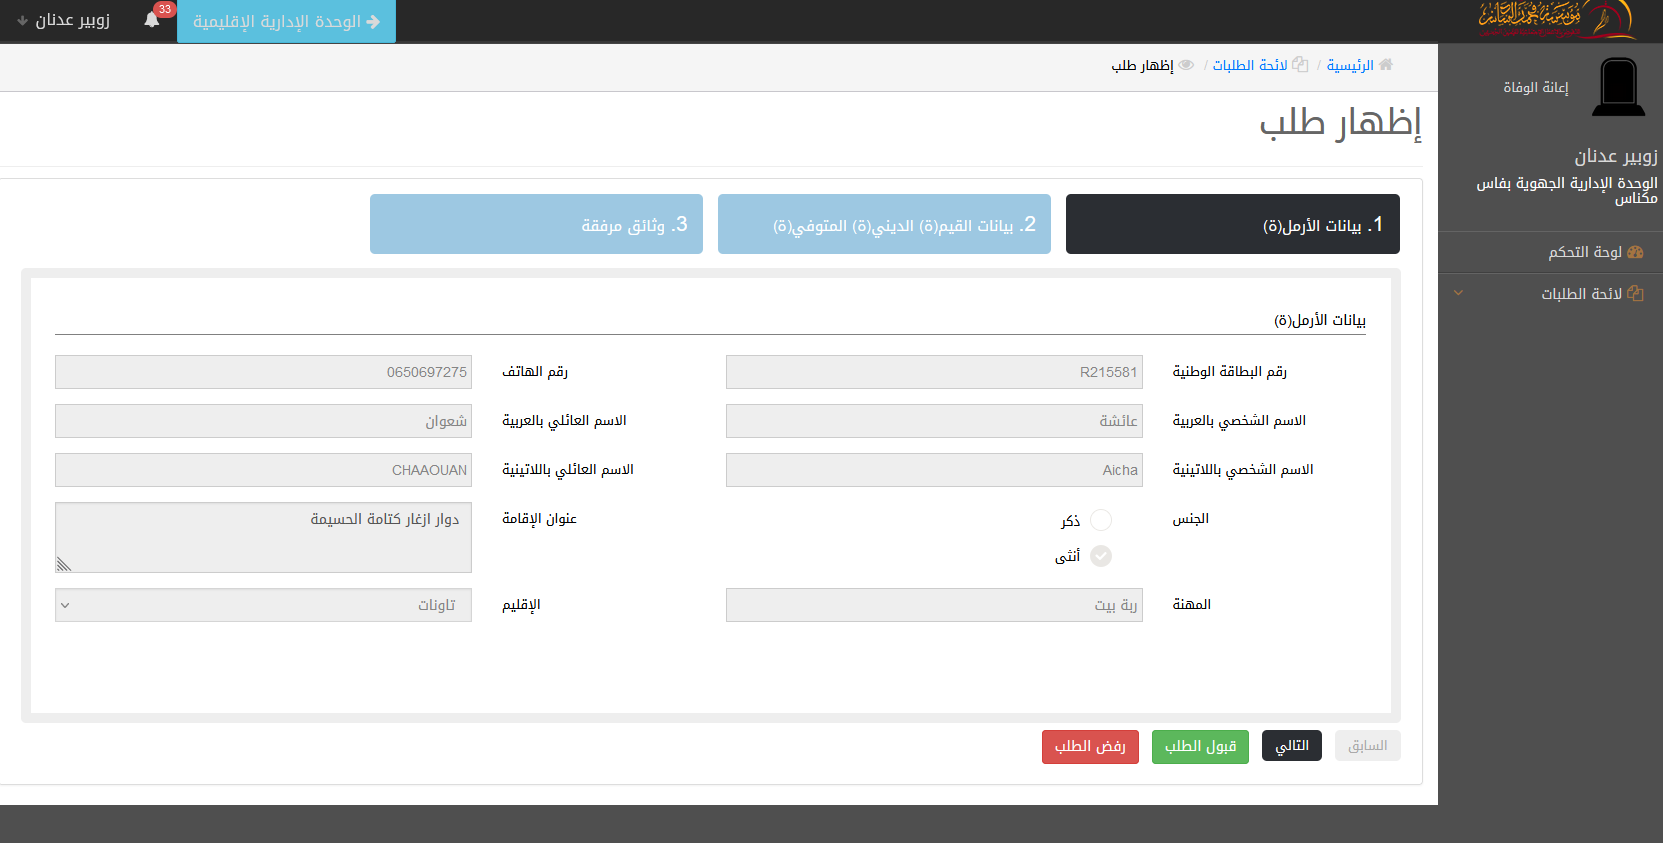 الوحدة الإدارية الإقليمية
33
زوبير عدنان
إعانة الوفاة
زوبير عدنان
الوحدة الإدارية الجهوية بفاس
مكناس
لوحة التحكم
لائحة الطلبات
الرئيسية / لائحة الطلبات / إظهار طلب
إظهار طلب
1. بيانات الأرمل(ة)
2. بيانات القيم(ة) الديني(ة) المتوفي(ة)
3. وثائق مرفقة
بيانات الأرمل(ة)
رقم البطاقة الوطنية R215581 رقم الهاتف 0650697275
الاسم الشخصي بالعربية عائشة الاسم العائلي بالعربية شعوان
الاسم الشخصي باللاتينية Aicha الاسم العائلي باللاتينية CHAAOUAN
الجنس ذكر عنوان الإقامة دوار ازغار كتامة الحسيمة
أنثى
المهنة ربة بيت الإقليم تاونات
السابق التالي قبول الطلب رفض الطلب